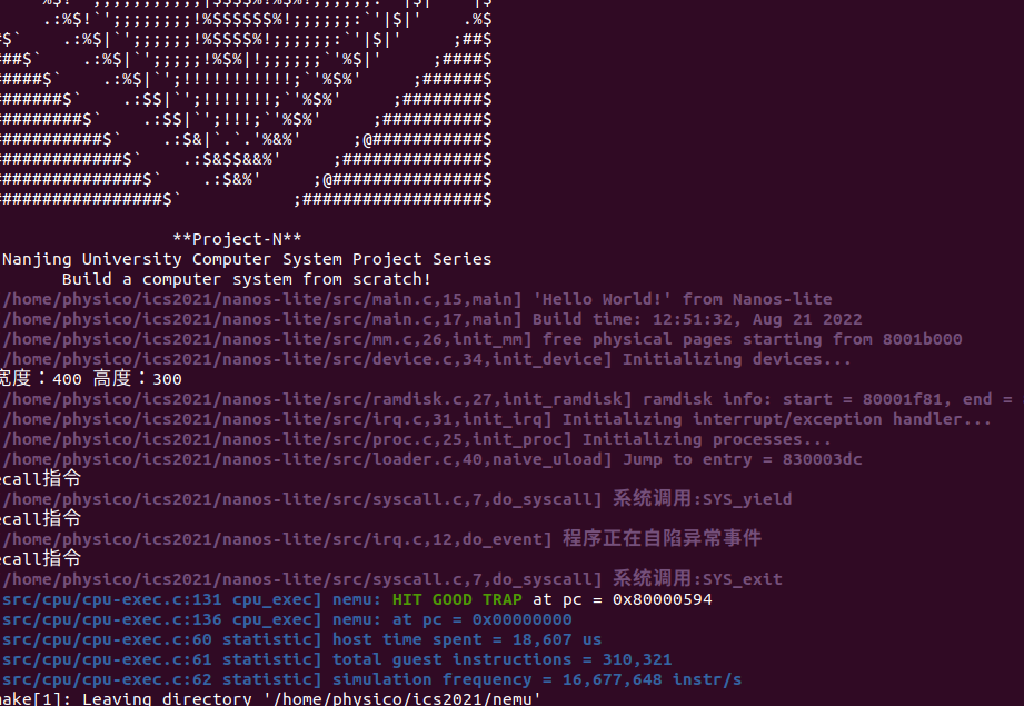 .:%$!`';;;;;;;;!%$$$$$$%!;;;;;;:`'|$|'    .%$
#$`    .:%$|`';;;;;;!%$$$$%!;;;;;;:`'|$|'     ;##$
###$`    .:%$|`';;;;;!%$%|!;;;;;;`'%$|'     ;####$
#####$`    .:%$|`';!!!!!!!!!!!;`'%$%'     ;######$
#######$`    .:$$|`';!!!!!!!;`'%$%'     ;########$
#########$`    .:$$|`';!!!;`'%$%'     ;##########$
###########$`    .:$&|`.`.'%&%'     ;@###########$
#############$`    .:$&$$&&%'     ;##############$
###############$`    .:$&%'     ;@###############$
#################$`           ;##################$
**Project-N**
Nanjing University Computer System Project Series
Build a computer system from scratch!
/home/physico/ics2021/nanos-lite/src/main.c,15,main] 'Hello World!' from Nanos-lite
/home/physico/ics2021/nanos-lite/src/main.c,17,main] Build time: 12:51:32, Aug 21 2022
/home/physico/ics2021/nanos-lite/src/mm.c,26,init_mm] free physical pages starting from 8001b000
/home/physico/ics2021/nanos-lite/src/device.c,34,init_device] Initializing devices...
宽度：400 高度：300
/home/physico/ics2021/nanos-lite/src/ramdisk.c,27,init_ramdisk] ramdisk info: start = 80001f81, end =
/home/physico/ics2021/nanos-lite/src/irq.c,31,init_irq] Initializing interrupt/exception handler...
/home/physico/ics2021/nanos-lite/src/proc.c,25,init_proc] Initializing processes...
/home/physico/ics2021/nanos-lite/src/loader.c,40,naive_uload] Jump to entry = 830003dc
ecall指令
/home/physico/ics2021/nanos-lite/src/syscall.c,7,do_syscall] 系统调用:SYS_yield
ecall指令
/home/physico/ics2021/nanos-lite/src/irq.c,12,do_event] 程序正在自陷异常事件
ecall指令
/home/physico/ics2021/nanos-lite/src/syscall.c,7,do_syscall] 系统调用:SYS_exit
src/cpu/cpu-exec.c:131 cpu_exec] nemu: HIT GOOD TRAP at pc = 0x80000594
src/cpu/cpu-exec.c:136 cpu_exec] nemu: at pc = 0x00000000
src/cpu/cpu-exec.c:60 statistic] host time spent = 18,607 us
src/cpu/cpu-exec.c:61 statistic] total guest instructions = 310,321
src/cpu/cpu-exec.c:62 statistic] simulation frequency = 16,677,648 instr/s
make[1]: Leaving directory '/home/physico/ics2021/nemu'